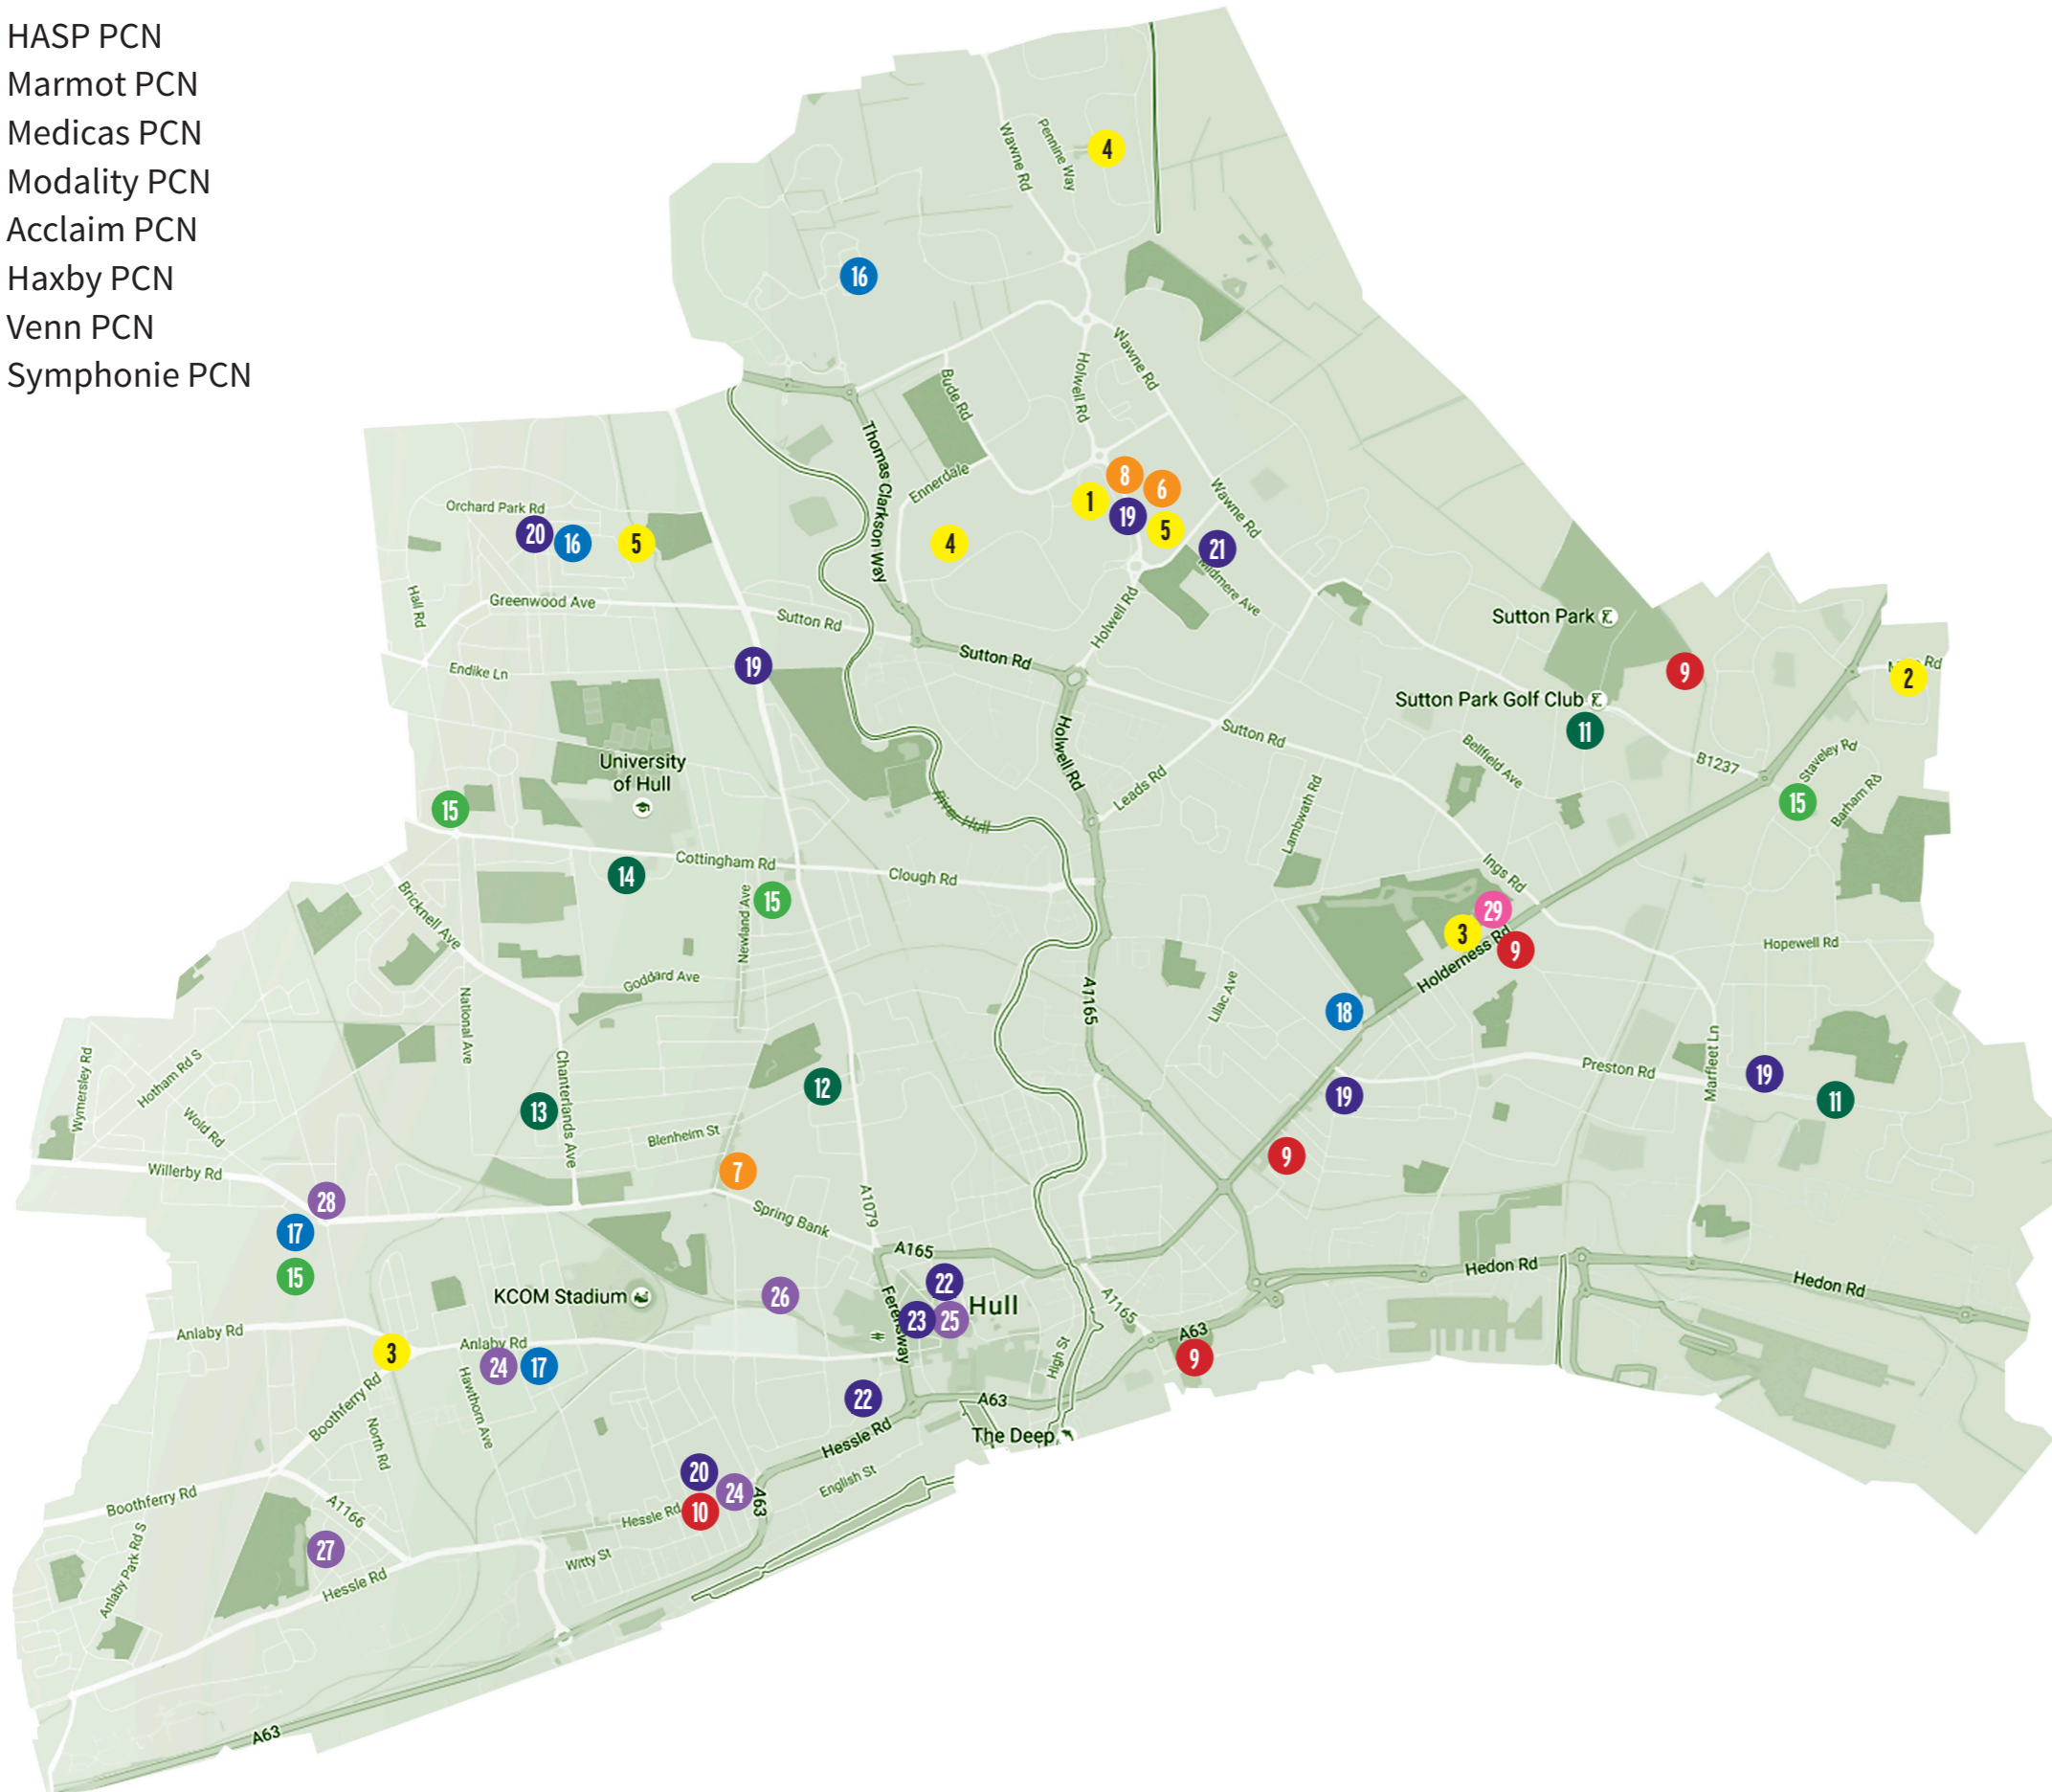 HASP PCN
Marmot PCN
Medicas PCN
Modality PCN
Acclaim PCN
Haxby PCN
Venn PCN
Symphonie PCN
Wawne Rd
Pennine Way
4
16
Wawne Rd
Holwell Rd
Bude Rd
Thomas Clarkson Way
Ennerdale
8
6
1
19
5
Wawne Rd
21
Midmere Ave
4
Orchard Park Rd
20
16
5
Hall Rd
Greenwood Ave
Sutton Rd
Endike Ln
19
Sutton Rd
Holwell Rd
Sutton Park
9
2
Sutton Park Golf Club
11
Holwell Rd
Sutton Rd
Bellfield Ave
B1237
Staveley Rd
15
Barham Rd
University
of Hull
River Hull
Leads Rd
Lambwath Rd
15
Cottingham Rd
Clough Rd
14
Newland Ave
15
Bricknell Ave
Ings Rd
29
3
9
Holderness Rd
Hopewell Rd
Goddard Ave
National Ave
A1165
Lilac Ave
18
Wymersley Rd
Hotham Rd S
Wold Rd
Chanterlands Ave
13
12
Blenheim St
Preston Rd
Marfleet Ln
19
19
11
9
Willerby Rd
28
17
15
7
Spring Bank
A1079
A165
22
23
25
Hull
Ferensway
A1165
KCOM Stadium
26
Hedon Rd
Hedon Rd
Anlaby Rd
3
Anlaby Rd
24
17
High St
A63
9
Boothferry Rd
North Rd
Hawthorn Ave
22
A63
Hessle Rd
The Deep
20
24
10
Hessle Rd
A63
English St
Boothferry Rd
A1166
27
Anlaby Park Rd S
Hessle Rd
Witty St
A63